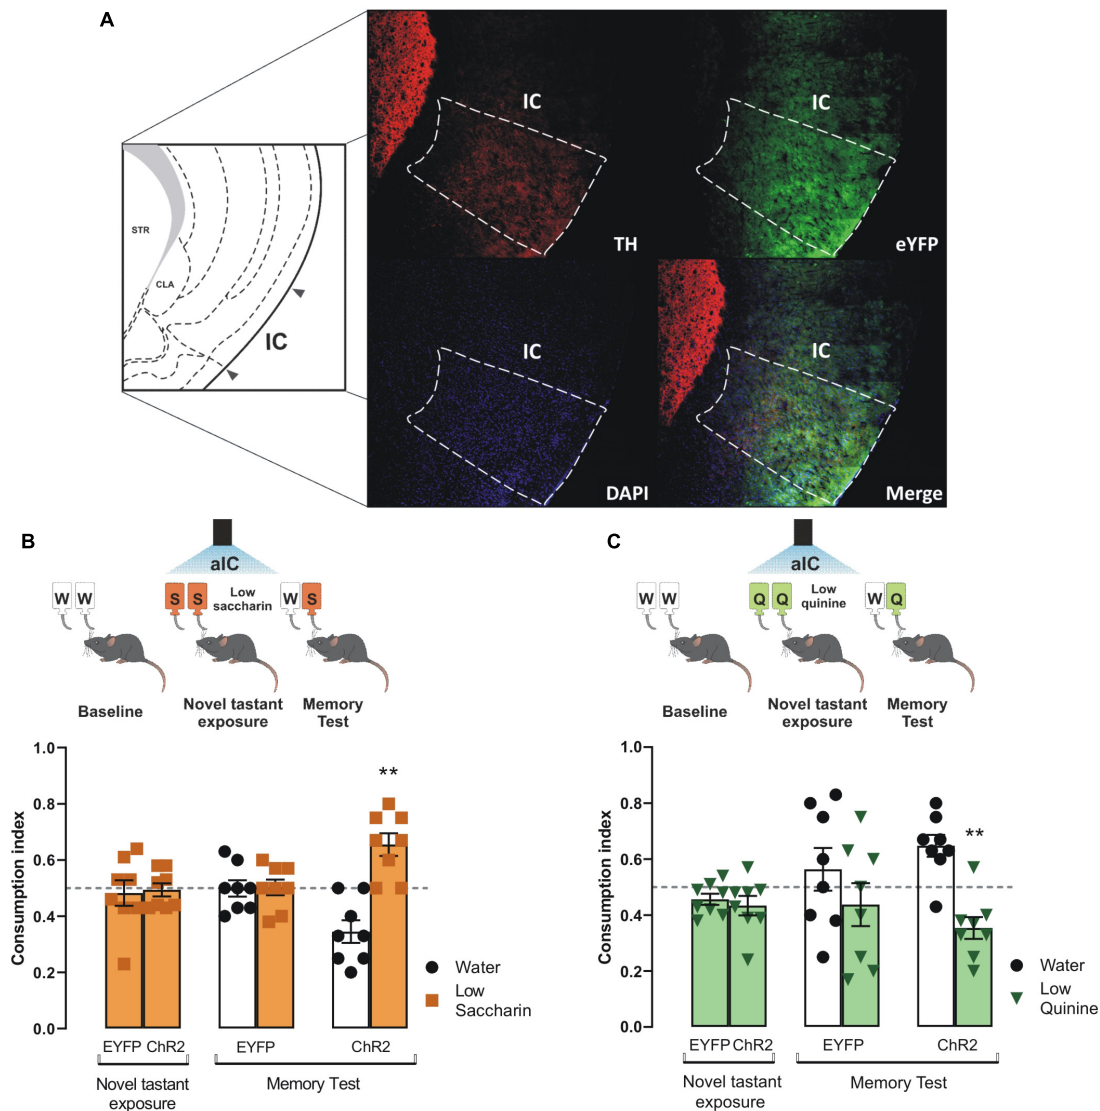 A
IC
TH
IC
eYFP
STR
CLA
IC
IC
DAPI
IC
Merge
B
aIC
W W
S S
Low
saccharin
W S
Baseline
Novel tastant
exposure
Memory
Test
Consumption index
1.0
0.8
0.6
0.4
0.2
0.0
**
Water
Low
Saccharin
EYFP ChR2
EYFP
ChR2
Novel tastant
exposure
Memory Test
C
aIC
W W
Q Q
Low
quinine
W Q
Baseline
Novel tastant
exposure
Memory
Test
Consumption index
1.0
0.8
0.6
0.4
0.2
0.0
**
Water
Low
Quinine
EYFP ChR2
EYFP
ChR2
Novel tastant
exposure
Memory Test